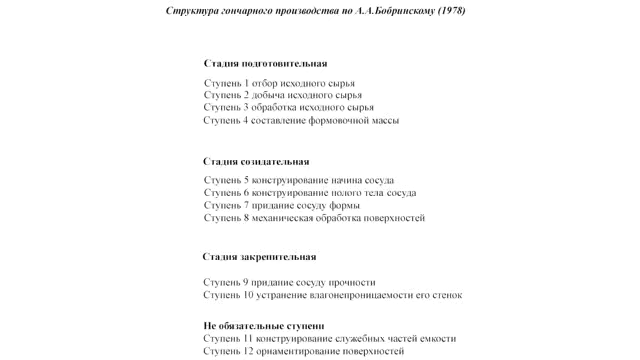 Структура гончарного производства по А.А.Бобринскому (1978)
Стадия подготовительная
Ступень 1 отбор исходного сырья
Ступень 2 добыча исходного сырья
Ступень 3 обработка исходного сырья
Ступень 4 составление формовочной массы
Стадия созидательная
Ступень 5 конструирование начина сосуда
Ступень 6 конструирование полого тела сосуда
Ступень 7 придание сосуду формы
Ступень 8 механическая обработка поверхностей
Стадия закрепительная
Ступень 9 придание сосуду прочности
Ступень 10 устранение влагонепроницаемости его стенок
Не обязательные ступени
Ступень 11 конструирование служебных частей емкости
Ступень 12 орнаментирование поверхностей